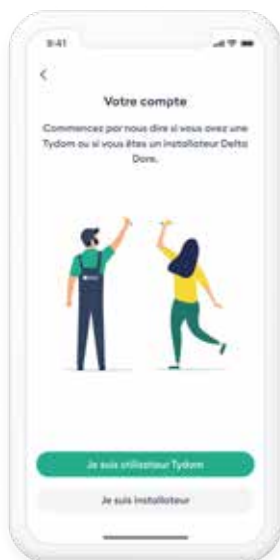 9:41
Votre compte
Commencez par nous dire si vous avez une
Tydom ou si vous êtes un installateur Delta
Dore.
Je suis utilisateur Tydom
Je suis installateur